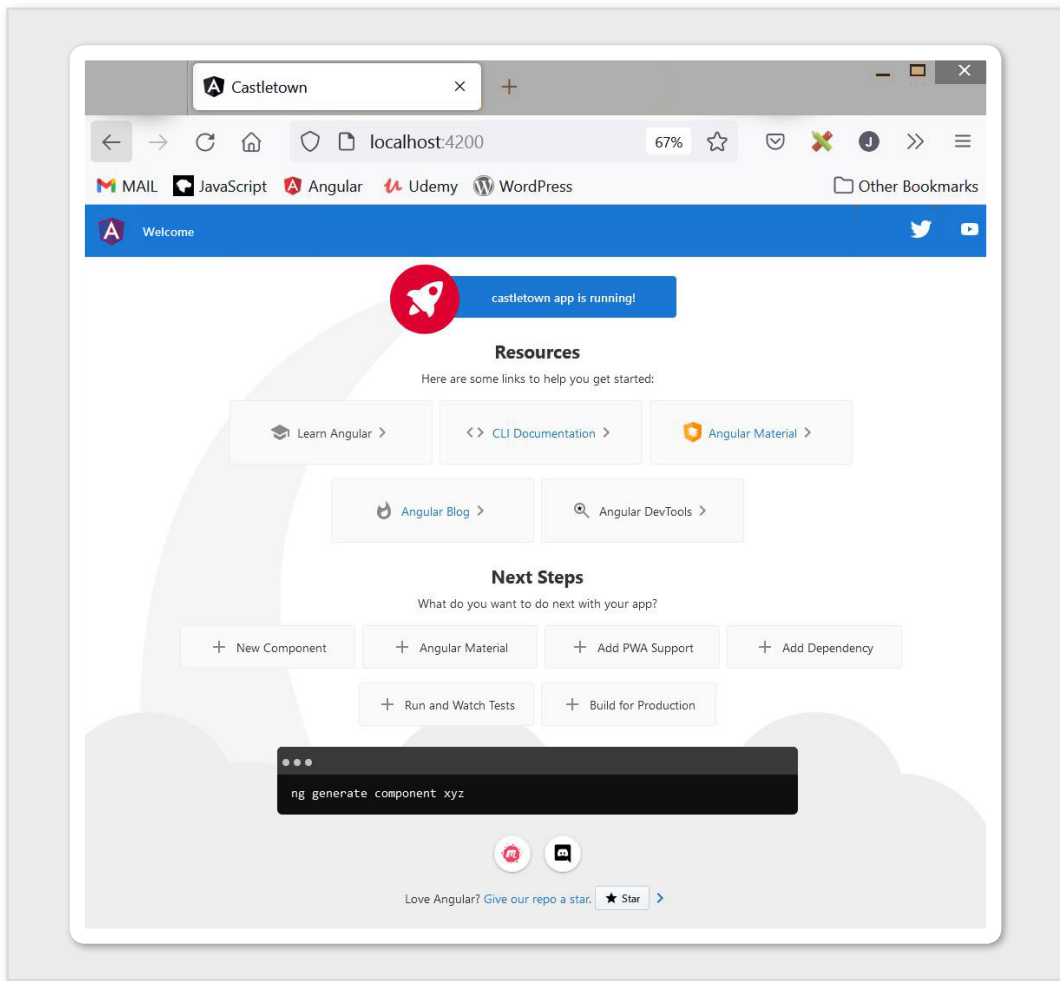 Castletown
localhost:4200 67% J
MAIL JavaScript Angular Udemy WordPress Other Bookmarks
A Welcome
castletown app is running!
Resources
Here are some links to help you get started:
Learn Angular CLI Documentation Angular Material
Angular Blog Angular DevTools
Next Steps
What do you want to do next with your app?
New Component Angular Material Add PWA Support Add Dependency
Run and Watch Tests Build for Production
ng generate component xyz
Love Angular? Give our repo a star. Star